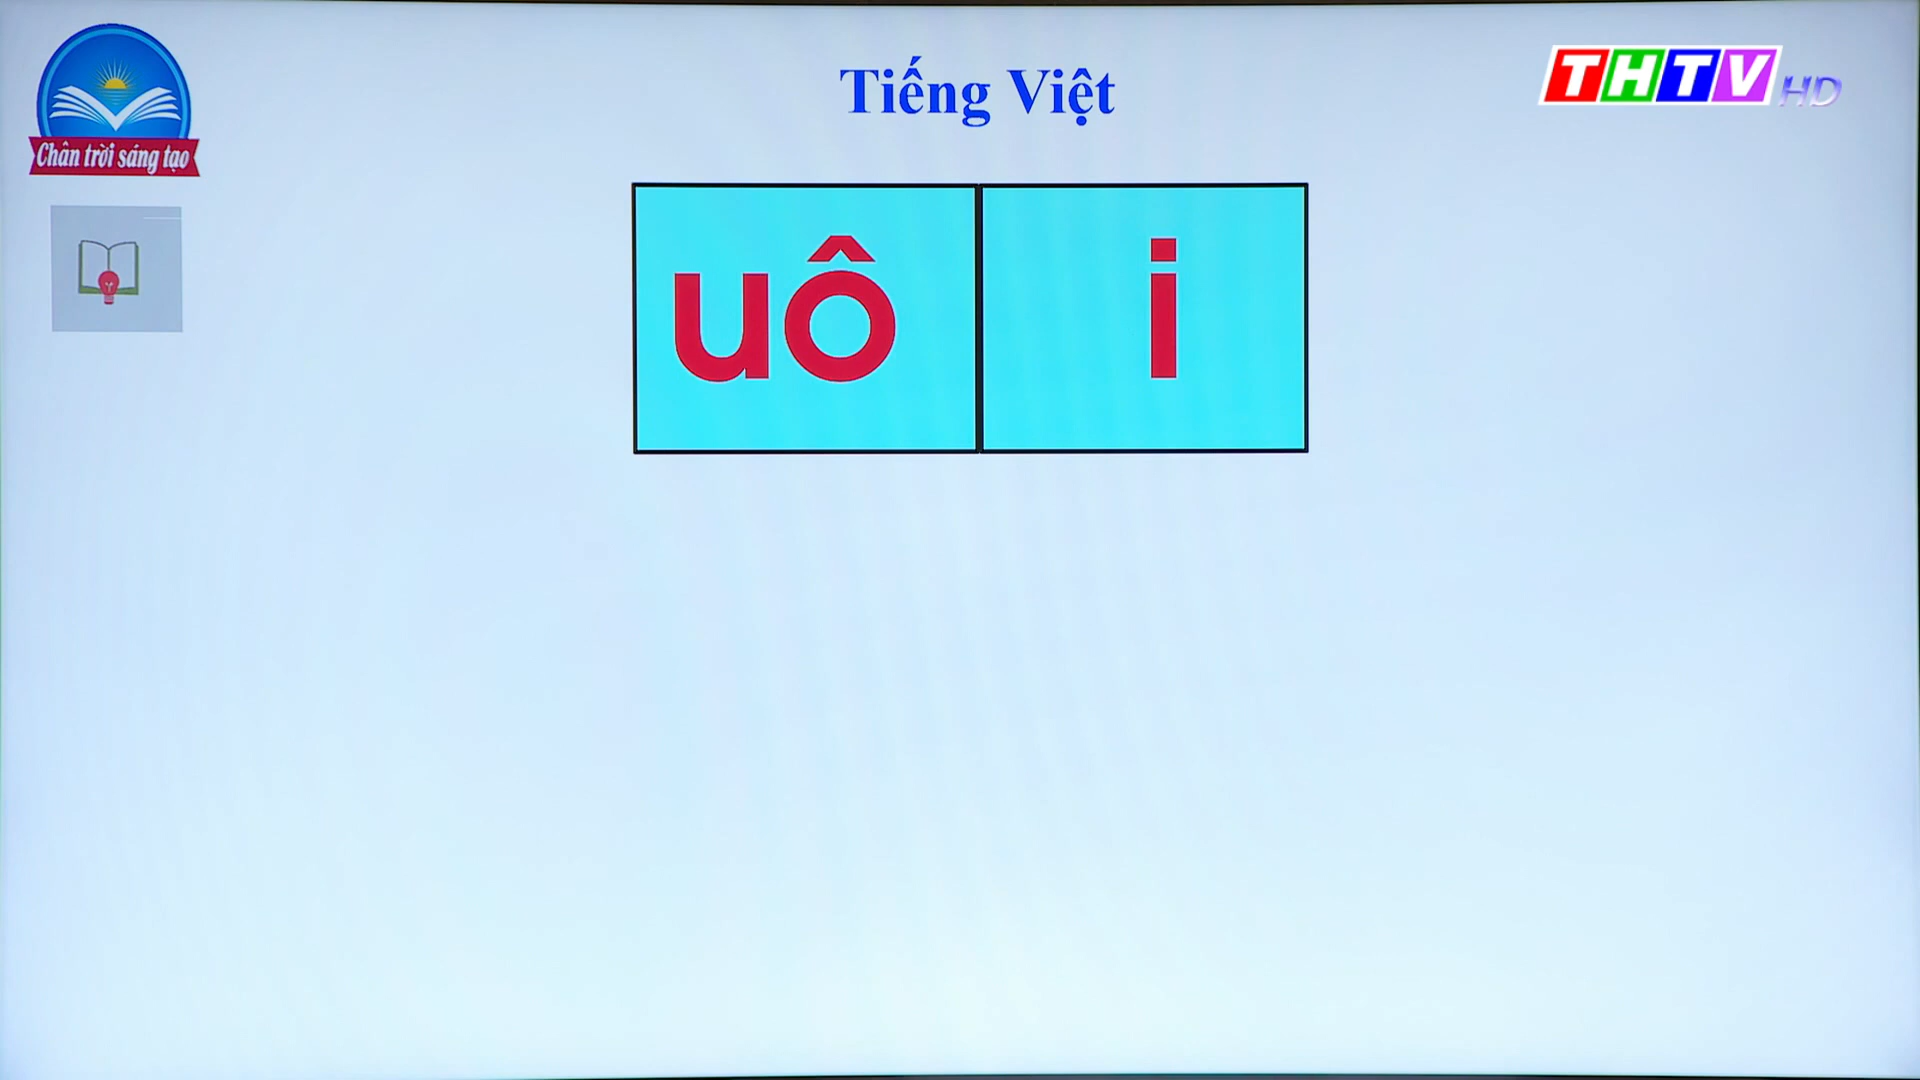 Tiếng Việt
THTV HD
Chân trời sáng tạo
uô i